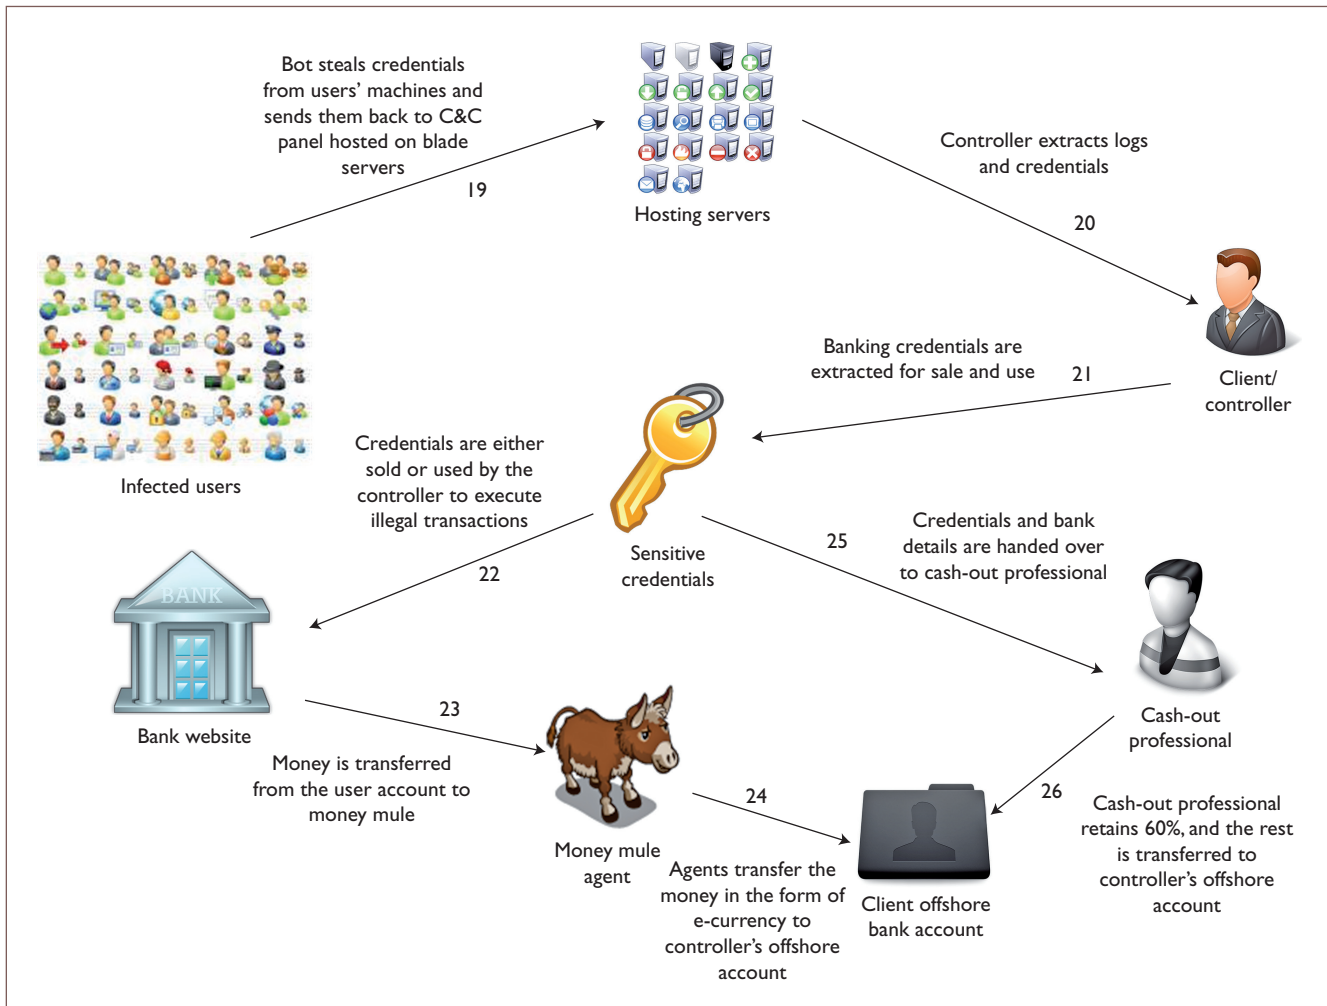 Bot steals credentials
from users' machines and
sends them back to C&C
panel hosted on blade
servers
19
Hosting servers
Controller extracts logs
and credentials
20
Infected users
Client/
controller
Banking credentials are
extracted for sale and use
21
Credentials are either
sold or used by the
controller to execute
illegal transactions
22
Sensitive
credentials
25
Credentials and bank
details are handed over
to cash-out professional
BANK
Bank website
23
Money is transferred
from the user account to
money mule
Money mule
agent
24
Agents transfer the
money in the form of
e-currency to
controller's offshore
account
Client offshore
bank account
Cash-out
professional
26
Cash-out professional
retains 60%, and the rest
is transferred to
controller's offshore
account